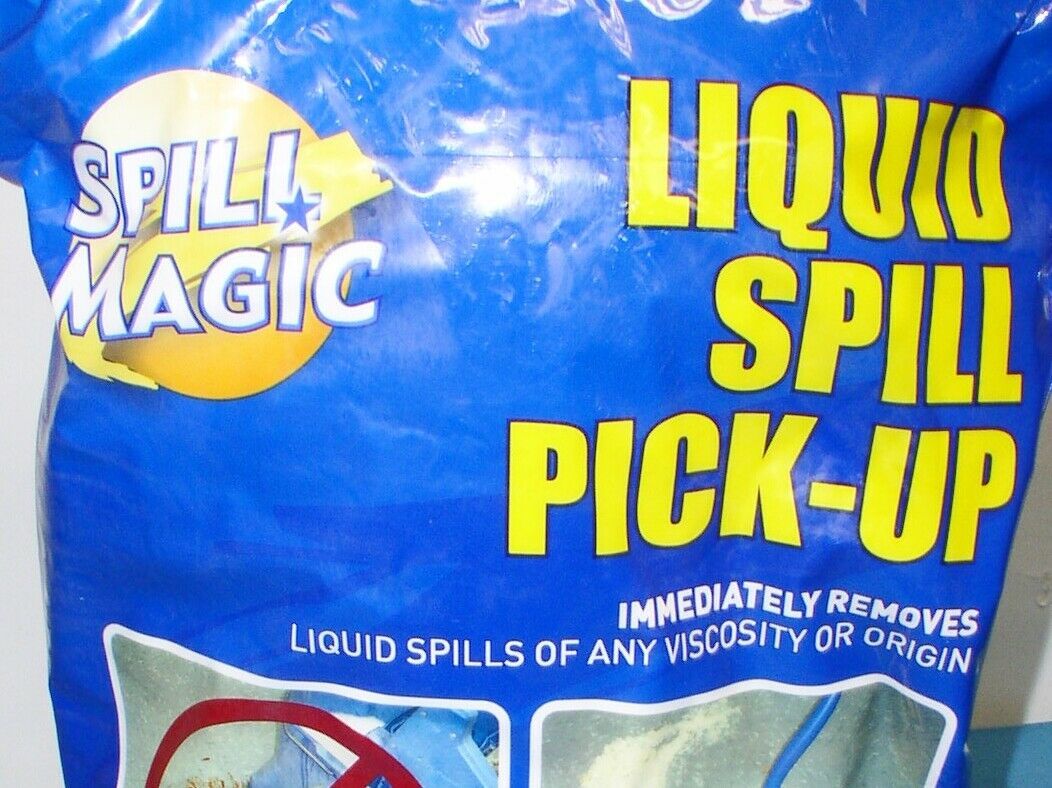 SPILL
MAGIC
LIQUID
SPILL
PICK-UP
IMMEDIATELY REMOVES
LIQUID SPILLS OF ANY VISCOSITY OR ORIGIN